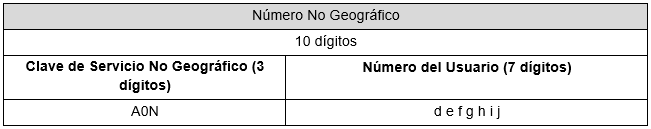 Número No Geográfico
10 dígitos
Clave de Servicio No Geográfico (3
dígitos)
Número del Usuario (7 dígitos)
A0N
d e f g h i j